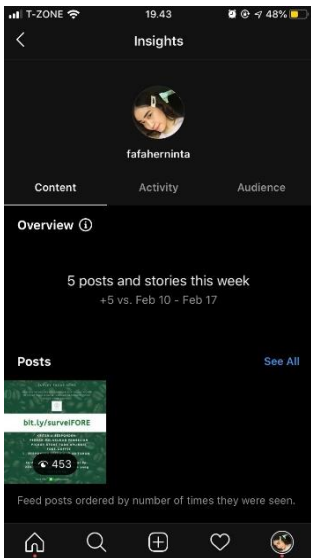 T-ZONE 19.43 48%
Insights
fafaherninta
Content Activity Audience
Overview
5 posts and stories this week
+5 vs. Feb 10 - Feb 17
Posts See All
bit.ly/surveiFORE
453
Feed posts ordered by number of times they were seen.